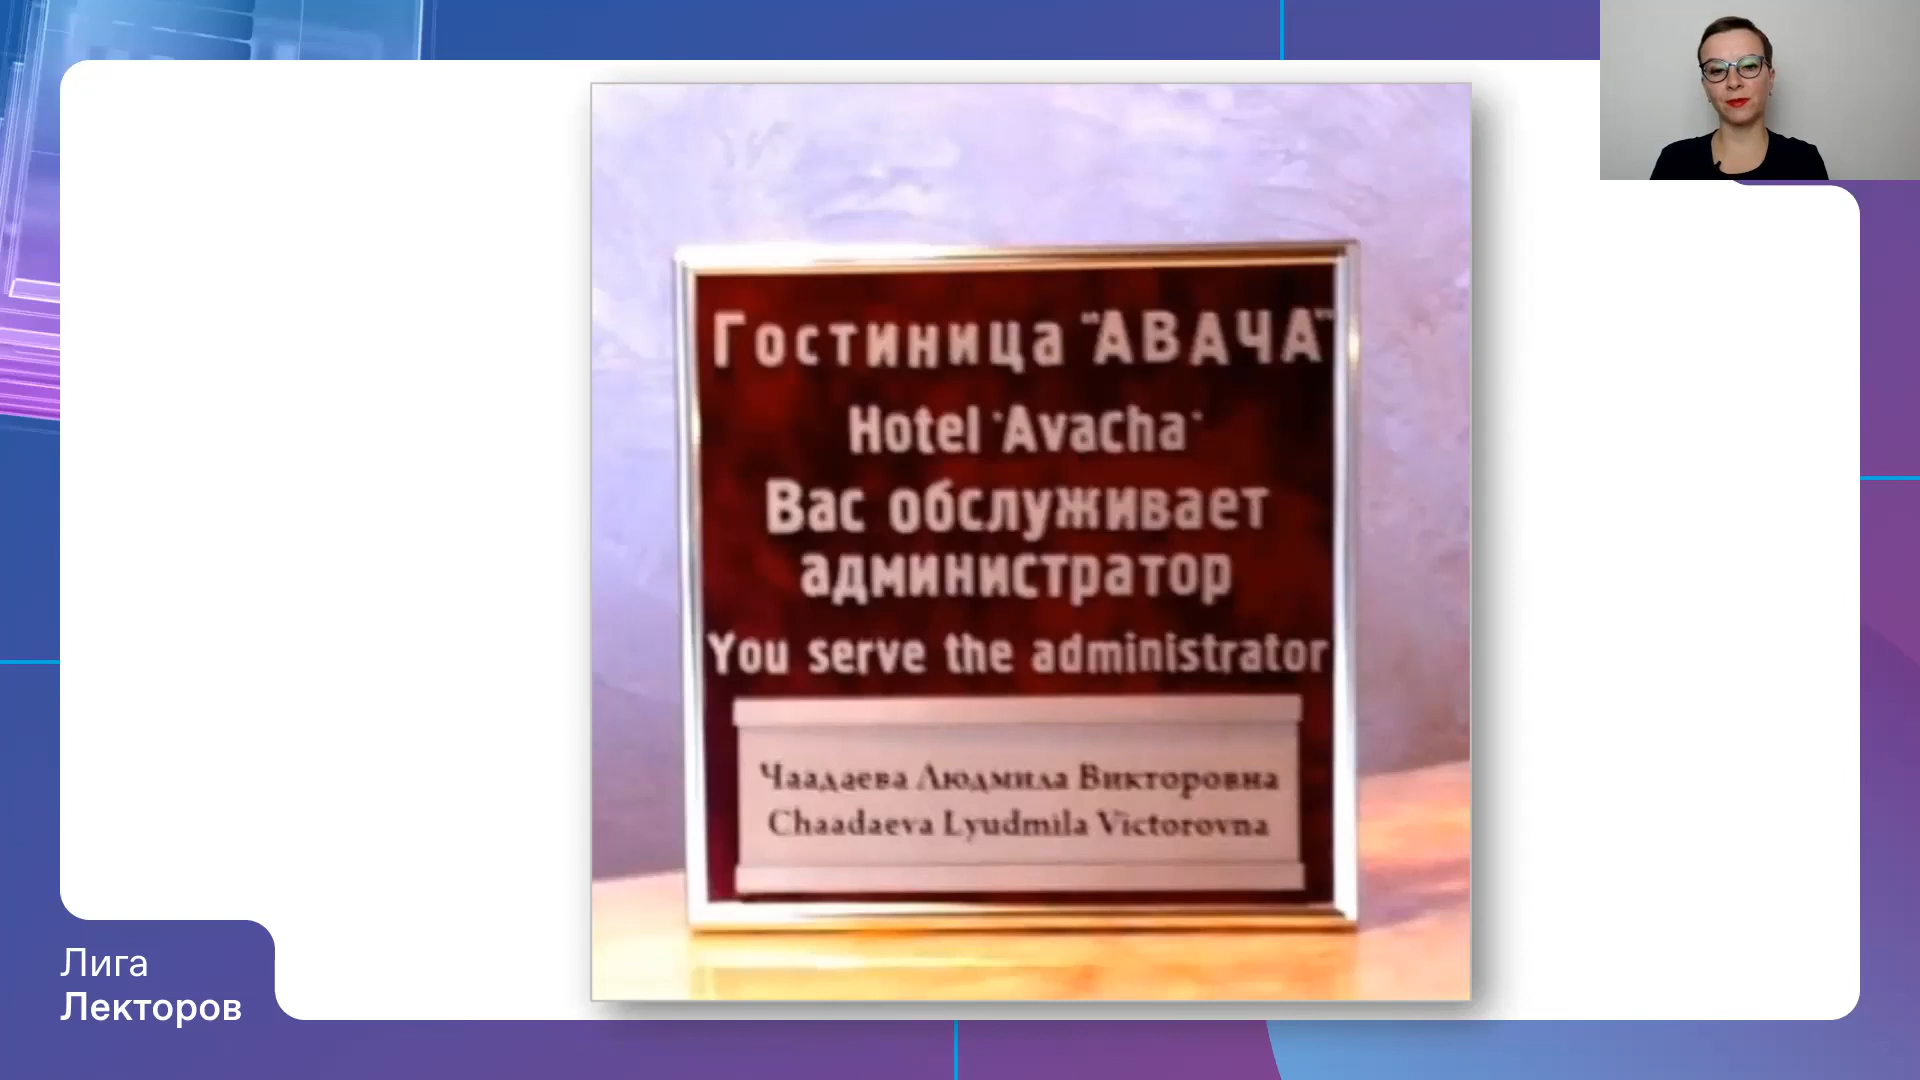 Гостиница "АВАЧА"
Hotel "Avacha"
Вас обслуживает
администратор
You serve the administrator
Чаадаева Людмила Викторовна
Chaadaeva Lyudmila Victorovna
Лига
Лекторов